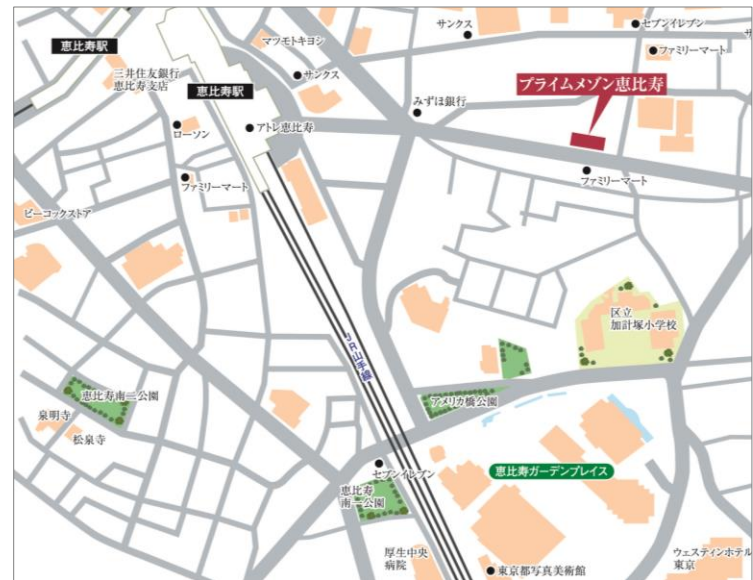 サンクス
セブンイレブン
マツモトキヨシ
恵比寿駅
ファミリーマート
サンクス
三井住友銀行
恵比寿支店
恵比寿駅
プライムメゾン恵比寿
みずほ銀行
ローソン
アトレ恵比寿
ファミリーマート
ファミリーマート
ピーコックストア
区立
加計塚小学校
JR山手線
恵比寿南二公園
アメリカ橋公園
泉明寺
松泉寺
セブンイレブン
恵比寿ガーデンプレイス
恵比寿
南一公園
厚生中央
病院
東京都写真美術館
ウェスティンホテル
東京